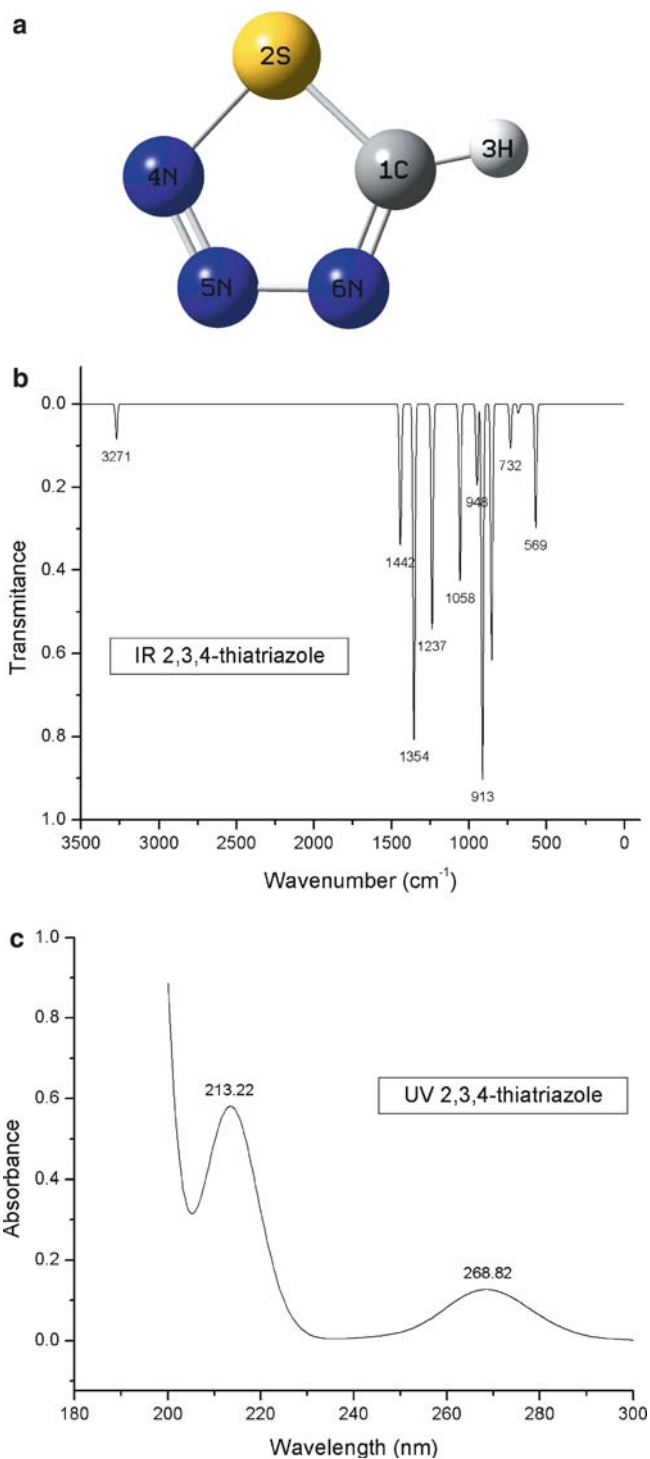 a
2S
4N
1C
3H
5N
6N
b
0.0
0.2
0.4
0.6
0.8
1.0
Transmitance
3271
1442
1354
1237
1058
948
913
732
569
IR 2,3,4-thiatriazole
3500 3000 2500 2000 1500 1000 500 0
Wavenumber (cm⁻¹)
c
1.0
0.8
0.6
0.4
0.2
0.0
Absorbance
213.22
UV 2,3,4-thiatriazole
268.82
180 200 220 240 260 280 300
Wavelength (nm)